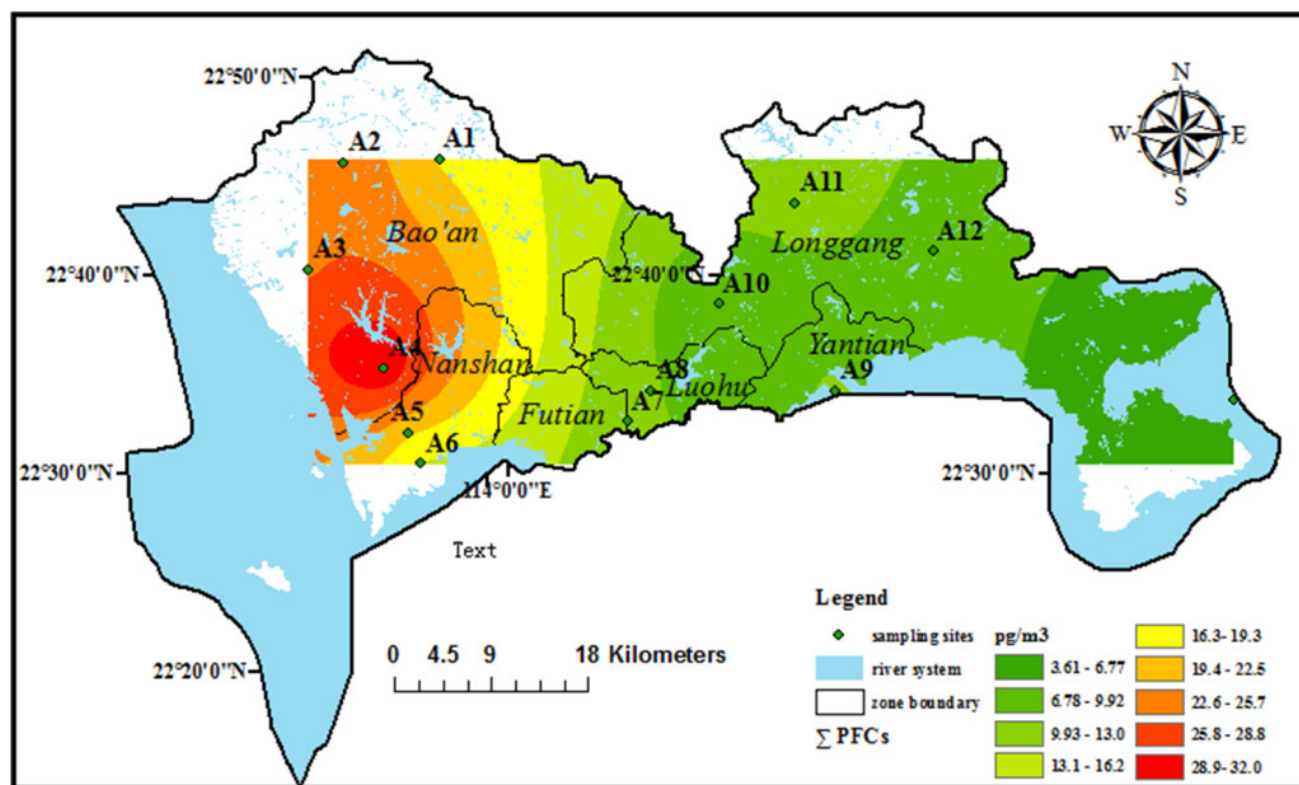 N
W E
S
22°50'0"N
A2 A1
A11
Bao'an
Longgang
A12
A3
22°40'0"N
22°40'0"N
A10
A4
Nanshan
Yantian
A8
Luohu
A9
A5
Futian
A7
A6
22°30'0"N
114°0'0"E
22°30'0"N
Text
22°20'0"N
0 4.5 9 18 Kilometers
Legend
sampling sites
river system
zone boundary
∑ PFCs
pg/m3
3.61 - 6.77
6.78 - 9.92
9.93 - 13.0
13.1 - 16.2
16.3- 19.3
19.4 - 22.5
22.6 - 25.7
25.8 - 28.8
28.9- 32.0